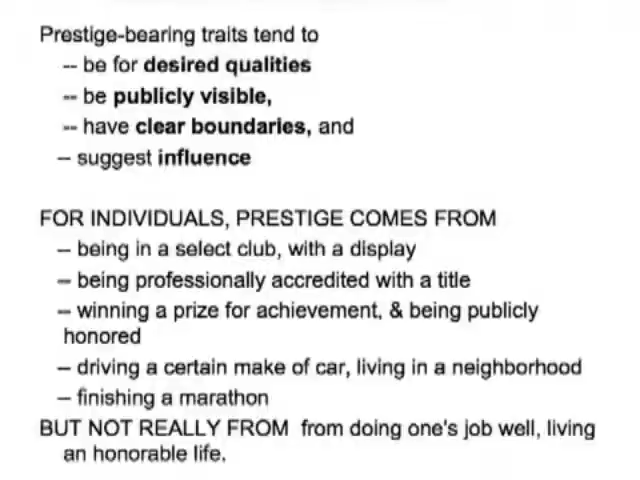 Prestige-bearing traits tend to
-- be for desired qualities
-- be publicly visible,
-- have clear boundaries, and
– suggest influence
FOR INDIVIDUALS, PRESTIGE COMES FROM
– being in a select club, with a display
– being professionally accredited with a title
– winning a prize for achievement, & being publicly
honored
– driving a certain make of car, living in a neighborhood
– finishing a marathon
BUT NOT REALLY FROM from doing one's job well, living
an honorable life.